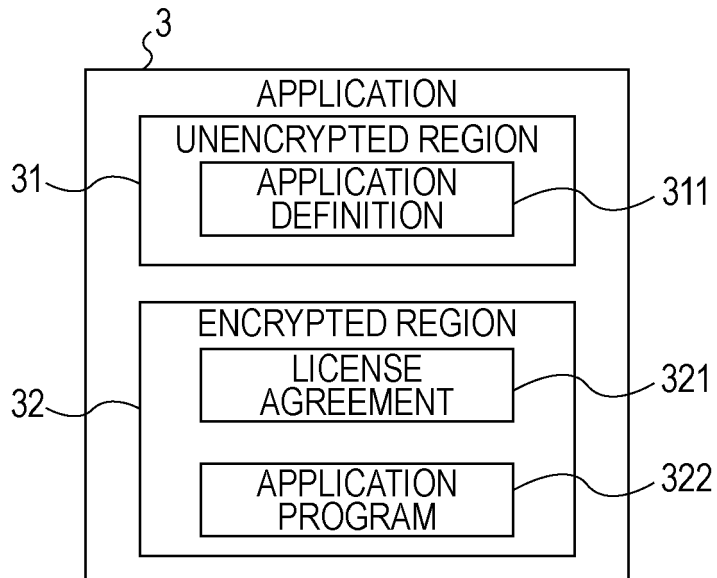 3
APPLICATION
UNENCRYPTED REGION
31
APPLICATION
DEFINITION
311
ENCRYPTED REGION
LICENSE
AGREEMENT
321
32
APPLICATION
PROGRAM
322